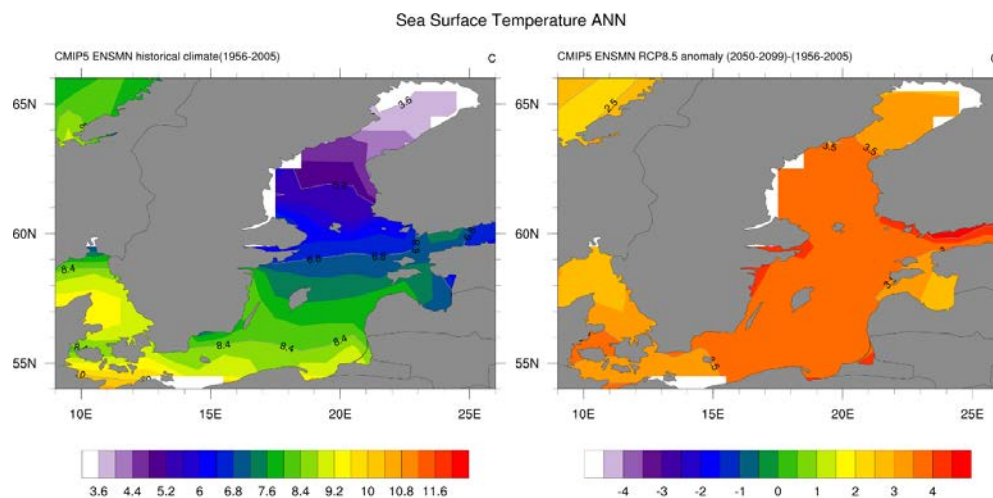 Sea Surface Temperature ANN
CMIP5 ENSMN historical climate(1956-2005) C
CMIP5 ENSMN RCP8.5 anomaly (2050-2099)-(1956-2005)
65N
60N
55N
10E 15E 20E 25E
3.6
6.8
6.8
6.8
8.4
8.4
8.4
3.6 4.4 5.2 6 6.8 7.6 8.4 9.2 10 10.8 11.6
65N
60N
55N
10E 15E 20E 25E
2.5
3.5
3.5
-4 -3 -2 -1 0 1 2 3 4